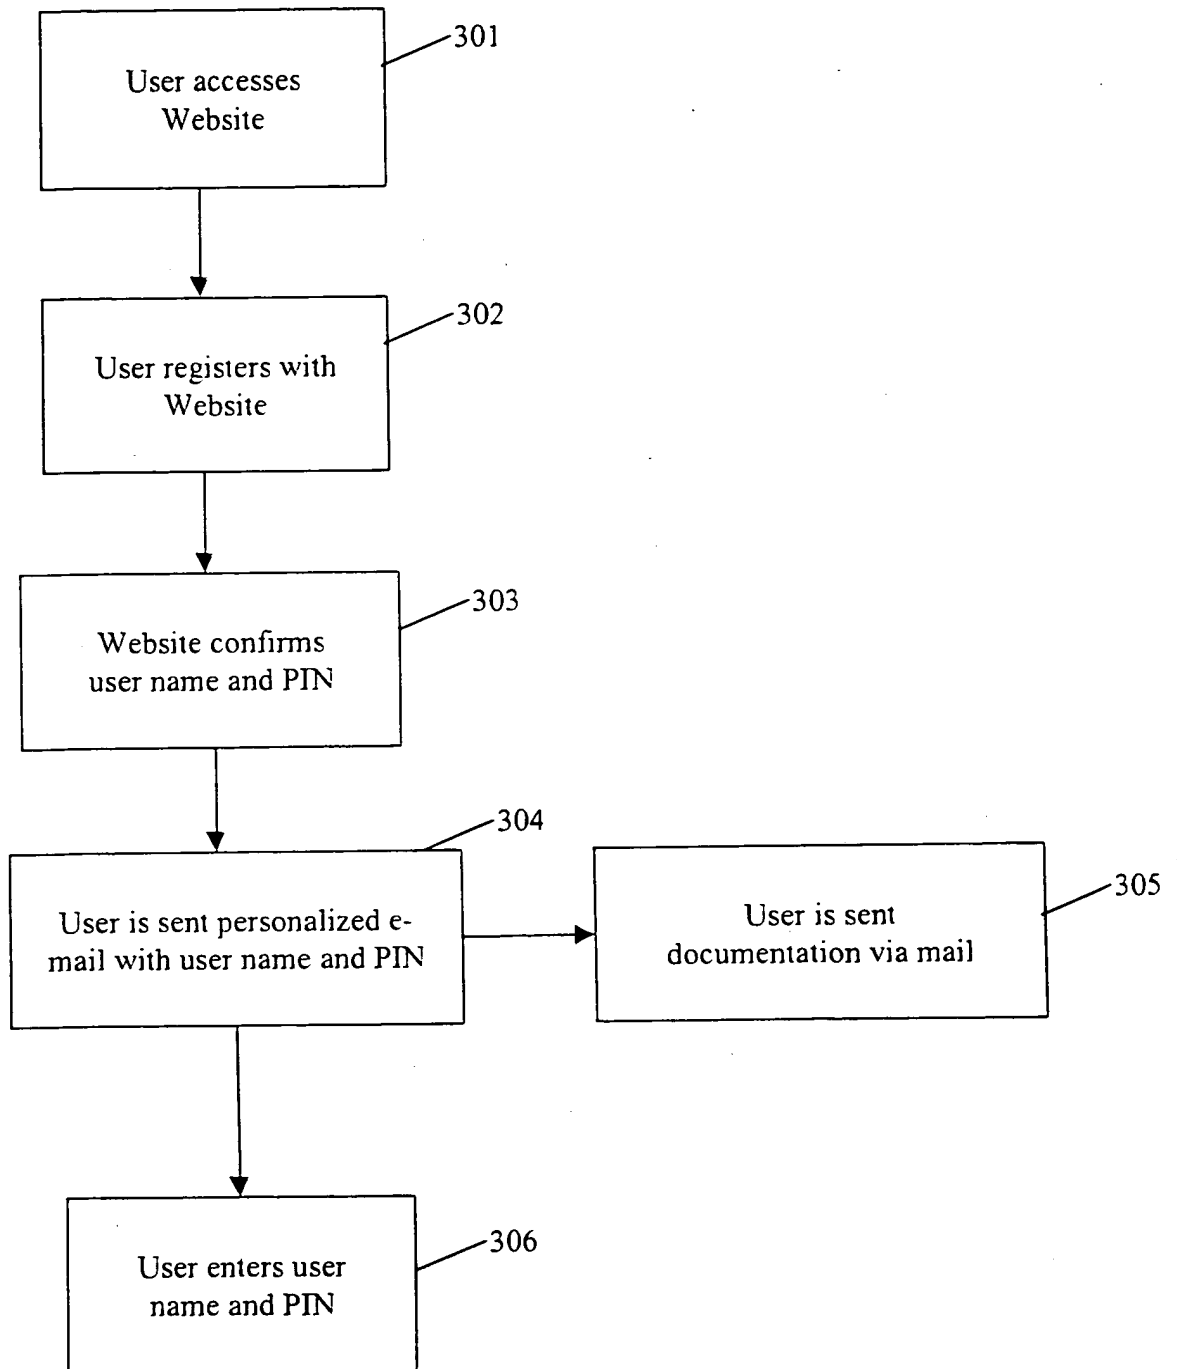 301
User accesses
Website
302
User registers with
Website
303
Website confirms
user name and PIN
304
User is sent personalized e-
mail with user name and PIN
305
User is sent
documentation via mail
306
User enters user
name and PIN